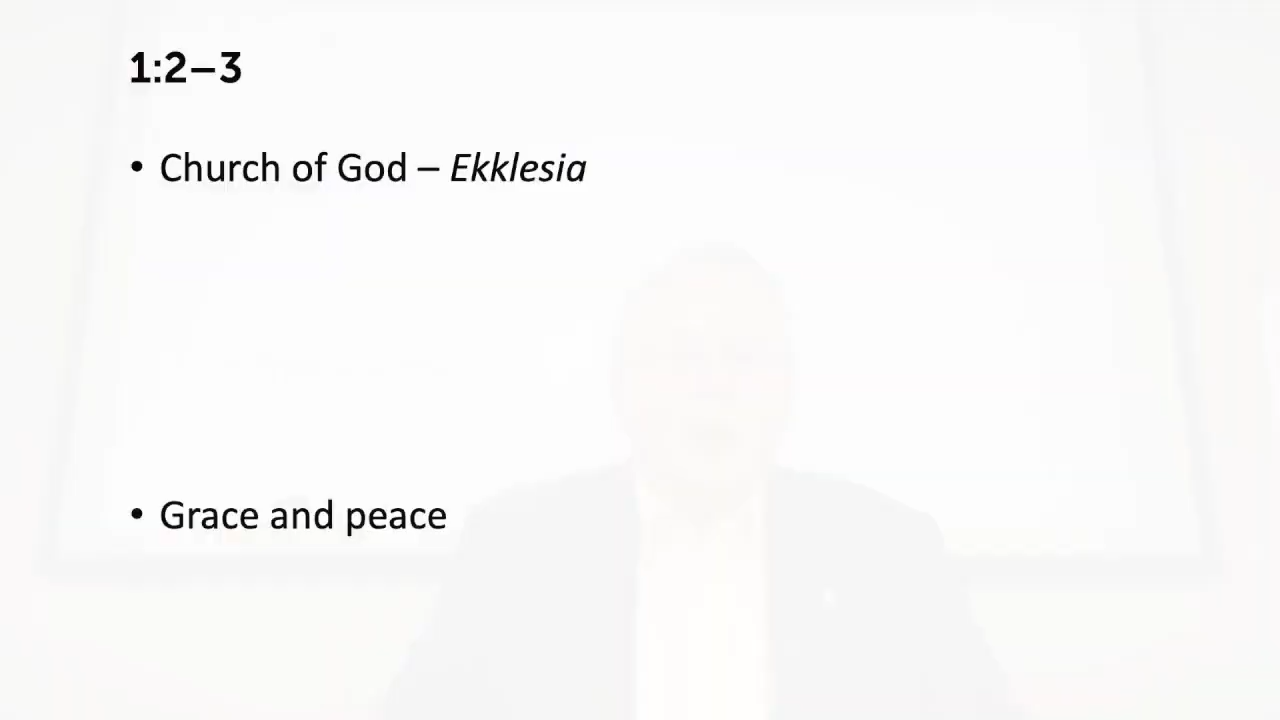 1:2–3
• Church of God – Ekklesia
• Grace and peace